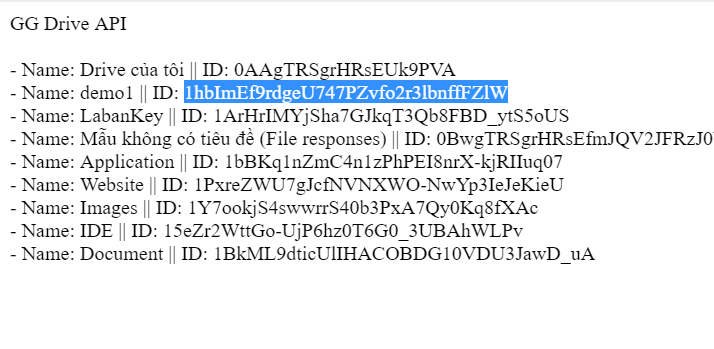 GG Drive API
- Name: Drive của tôi || ID: 0AAgTRSgrHRsEUk9PVA
- Name: demo1 || ID: 1hbImEf9rdgeU747PZvfo2r3lbnffFZlW
- Name: LabanKey || ID: 1ArHrIMYjSha7GJkqT3Qb8FBD_ytS5oUS
- Name: Mẫu không có tiêu đề (File responses) || ID: 0BwgTRSgrHRsEfmJQV2JFRzJ0
- Name: Application || ID: 1bBKq1nZmC4n1zPhPEI8nrX-kjRIIuq07
- Name: Website || ID: 1PxreZWU7gJcfNVNXWO-NwYp3IeJeKieU
- Name: Images || ID: 1Y7ookjS4swwrrS40b3PxA7Qy0Kq8fXAc
- Name: IDE || ID: 15eZr2WttGo-UjP6hz0T6G0_3UBAhWLPv
- Name: Document || ID: 1BkML9dticUlIHACOBDG10VDU3JawD_uA